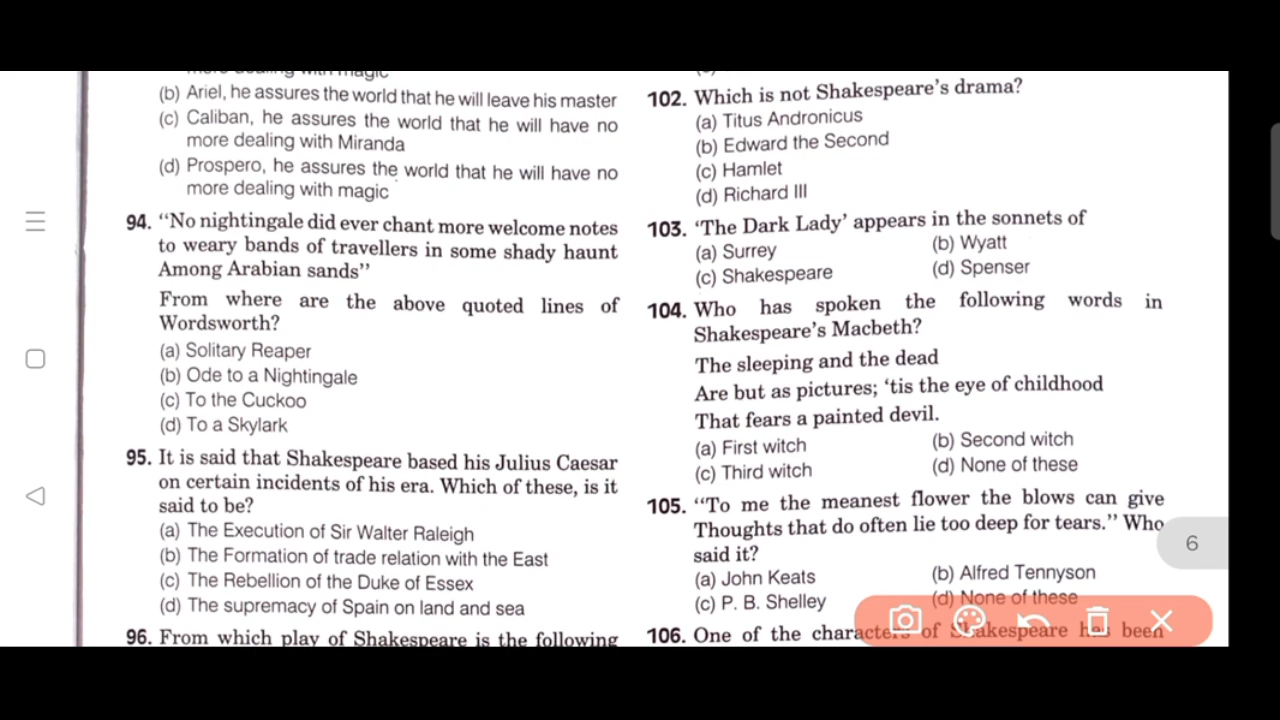 more dealing with magic
(b) Ariel, he assures the world that he will leave his master
(c) Caliban, he assures the world that he will have no
more dealing with Miranda
(d) Prospero, he assures the world that he will have no
more dealing with magic
94. “No nightingale did ever chant more welcome notes
to weary bands of travellers in some shady haunt
Among Arabian sands”
From where are the above quoted lines of
Wordsworth?
(a) Solitary Reaper
(b) Ode to a Nightingale
(c) To the Cuckoo
(d) To a Skylark
95. It is said that Shakespeare based his Julius Caesar
on certain incidents of his era. Which of these, is it
said to be?
(a) The Execution of Sir Walter Raleigh
(b) The Formation of trade relation with the East
(c) The Rebellion of the Duke of Essex
(d) The supremacy of Spain on land and sea
96. From which play of Shakespeare is the following
102. Which is not Shakespeare’s drama?
(a) Titus Andronicus
(b) Edward the Second
(c) Hamlet
(d) Richard III
103. ‘The Dark Lady’ appears in the sonnets of
(a) Surrey (b) Wyatt
(c) Shakespeare (d) Spenser
104. Who has spoken the following words in
Shakespeare’s Macbeth?
The sleeping and the dead
Are but as pictures; ‘tis the eye of childhood
That fears a painted devil.
(a) First witch (b) Second witch
(c) Third witch (d) None of these
105. “To me the meanest flower the blows can give
Thoughts that do often lie too deep for tears.” Who
said it?
(a) John Keats (b) Alfred Tennyson
(c) P. B. Shelley (d) None of these
106. One of the characters of Shakespeare has been
6